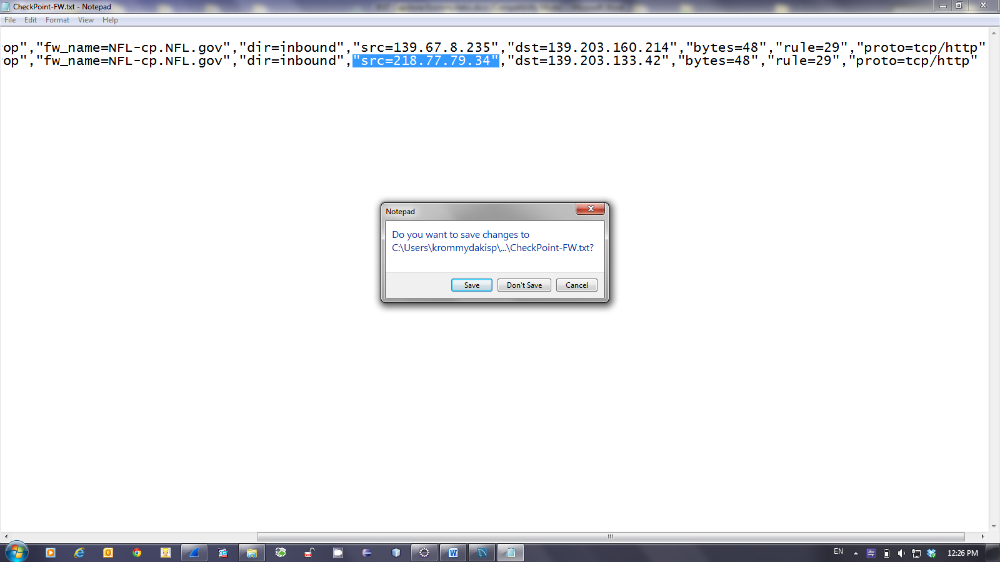 CheckPoint-FW.txt - Notepad
File Edit Format View Help
op","fw_name=NFL-cp.NFL.gov","dir=inbound","src=139.67.8.235","dst=139.203.160.214","bytes=48","rule=29","proto=tcp/http"
op","fw_name=NFL-cp.NFL.gov","dir=inbound","src=218.77.79.34","dst=139.203.133.42","bytes=48","rule=29","proto=tcp/http"
Notepad
Do you want to save changes to
C:\Users\krommydakisp\...\CheckPoint-FW.txt?
Save Don't Save Cancel
EN 12:26 PM